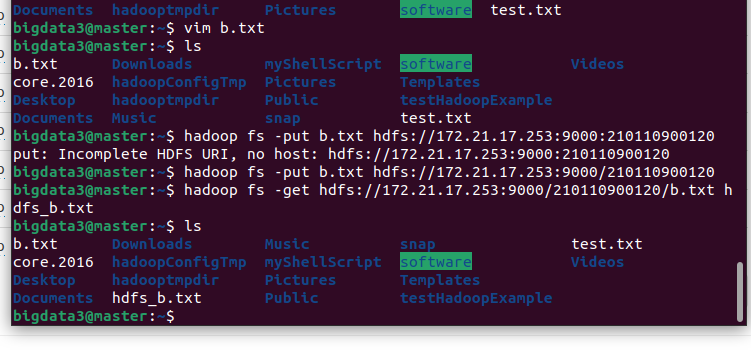 Documents  hadooptmpdir      Pictures       software  test.txt
bigdata3@master:~$ vim b.txt
bigdata3@master:~$ ls
b.txt      Downloads         myShellScript  software           Videos
core.2016  hadoopConfigTmp   Pictures       Templates
Desktop    hadooptmpdir      Public         testHadoopExample
Documents  Music             snap           test.txt
bigdata3@master:~$ hadoop fs -put b.txt hdfs://172.21.17.253:9000:210110900120
put: Incomplete HDFS URI, no host: hdfs://172.21.17.253:9000:210110900120
bigdata3@master:~$ hadoop fs -put b.txt hdfs://172.21.17.253:9000/210110900120
bigdata3@master:~$ hadoop fs -get hdfs://172.21.17.253:9000/210110900120/b.txt h
dfs_b.txt
bigdata3@master:~$ ls
b.txt      Downloads         Music          snap               test.txt
core.2016  hadoopConfigTmp   myShellScript  software           Videos
Desktop    hadooptmpdir      Pictures       Templates
Documents  hdfs_b.txt        Public         testHadoopExample
bigdata3@master:~$